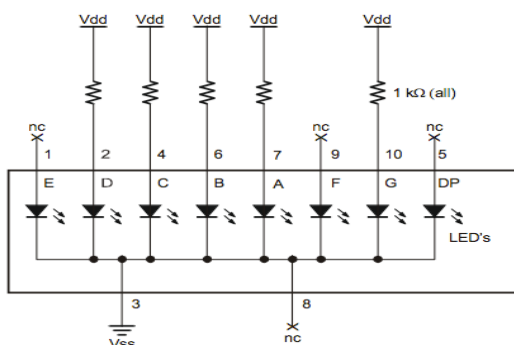 Vdd Vdd Vdd Vdd Vdd
1 kΩ (all)
nc nc nc
1 2 4 6 7 9 10 5
E D C B A F G DP
LED's
3 8
Vss nc